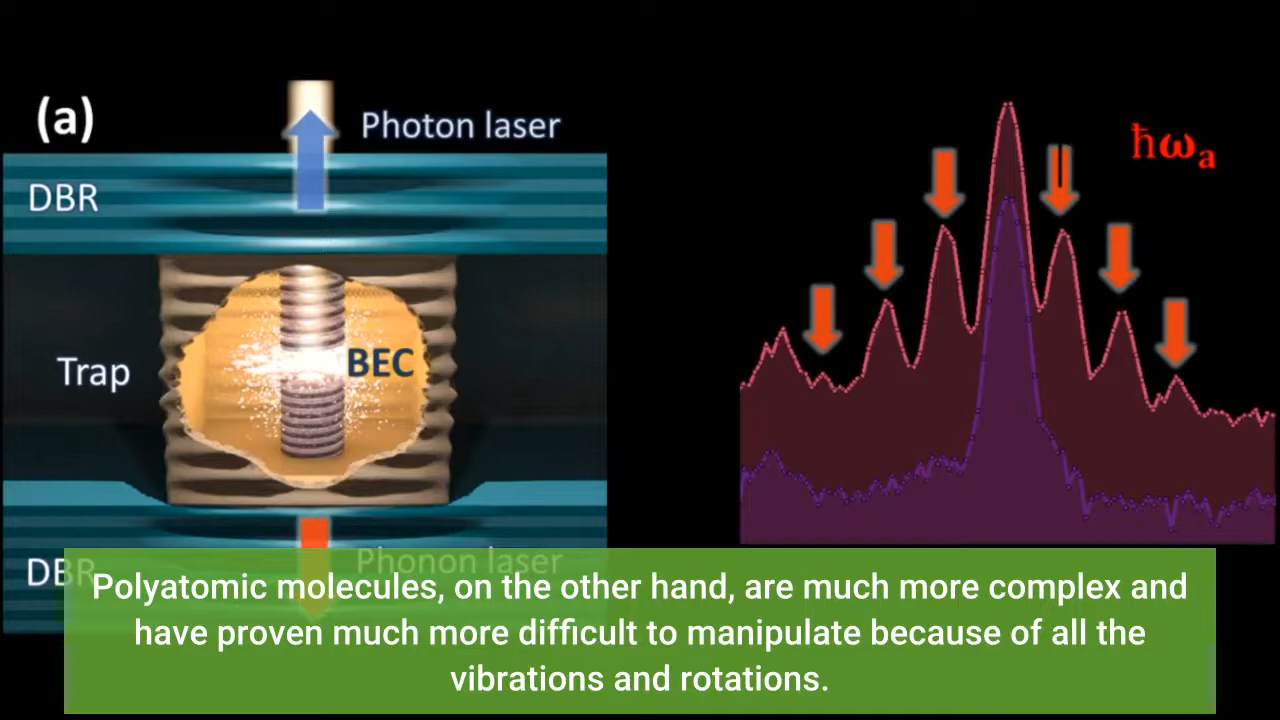 (a)
Photon laser
DBR
ħωa
BEC
Trap
Phonon laser
DBR
Polyatomic molecules, on the other hand, are much more complex and
have proven much more difficult to manipulate because of all the
vibrations and rotations.